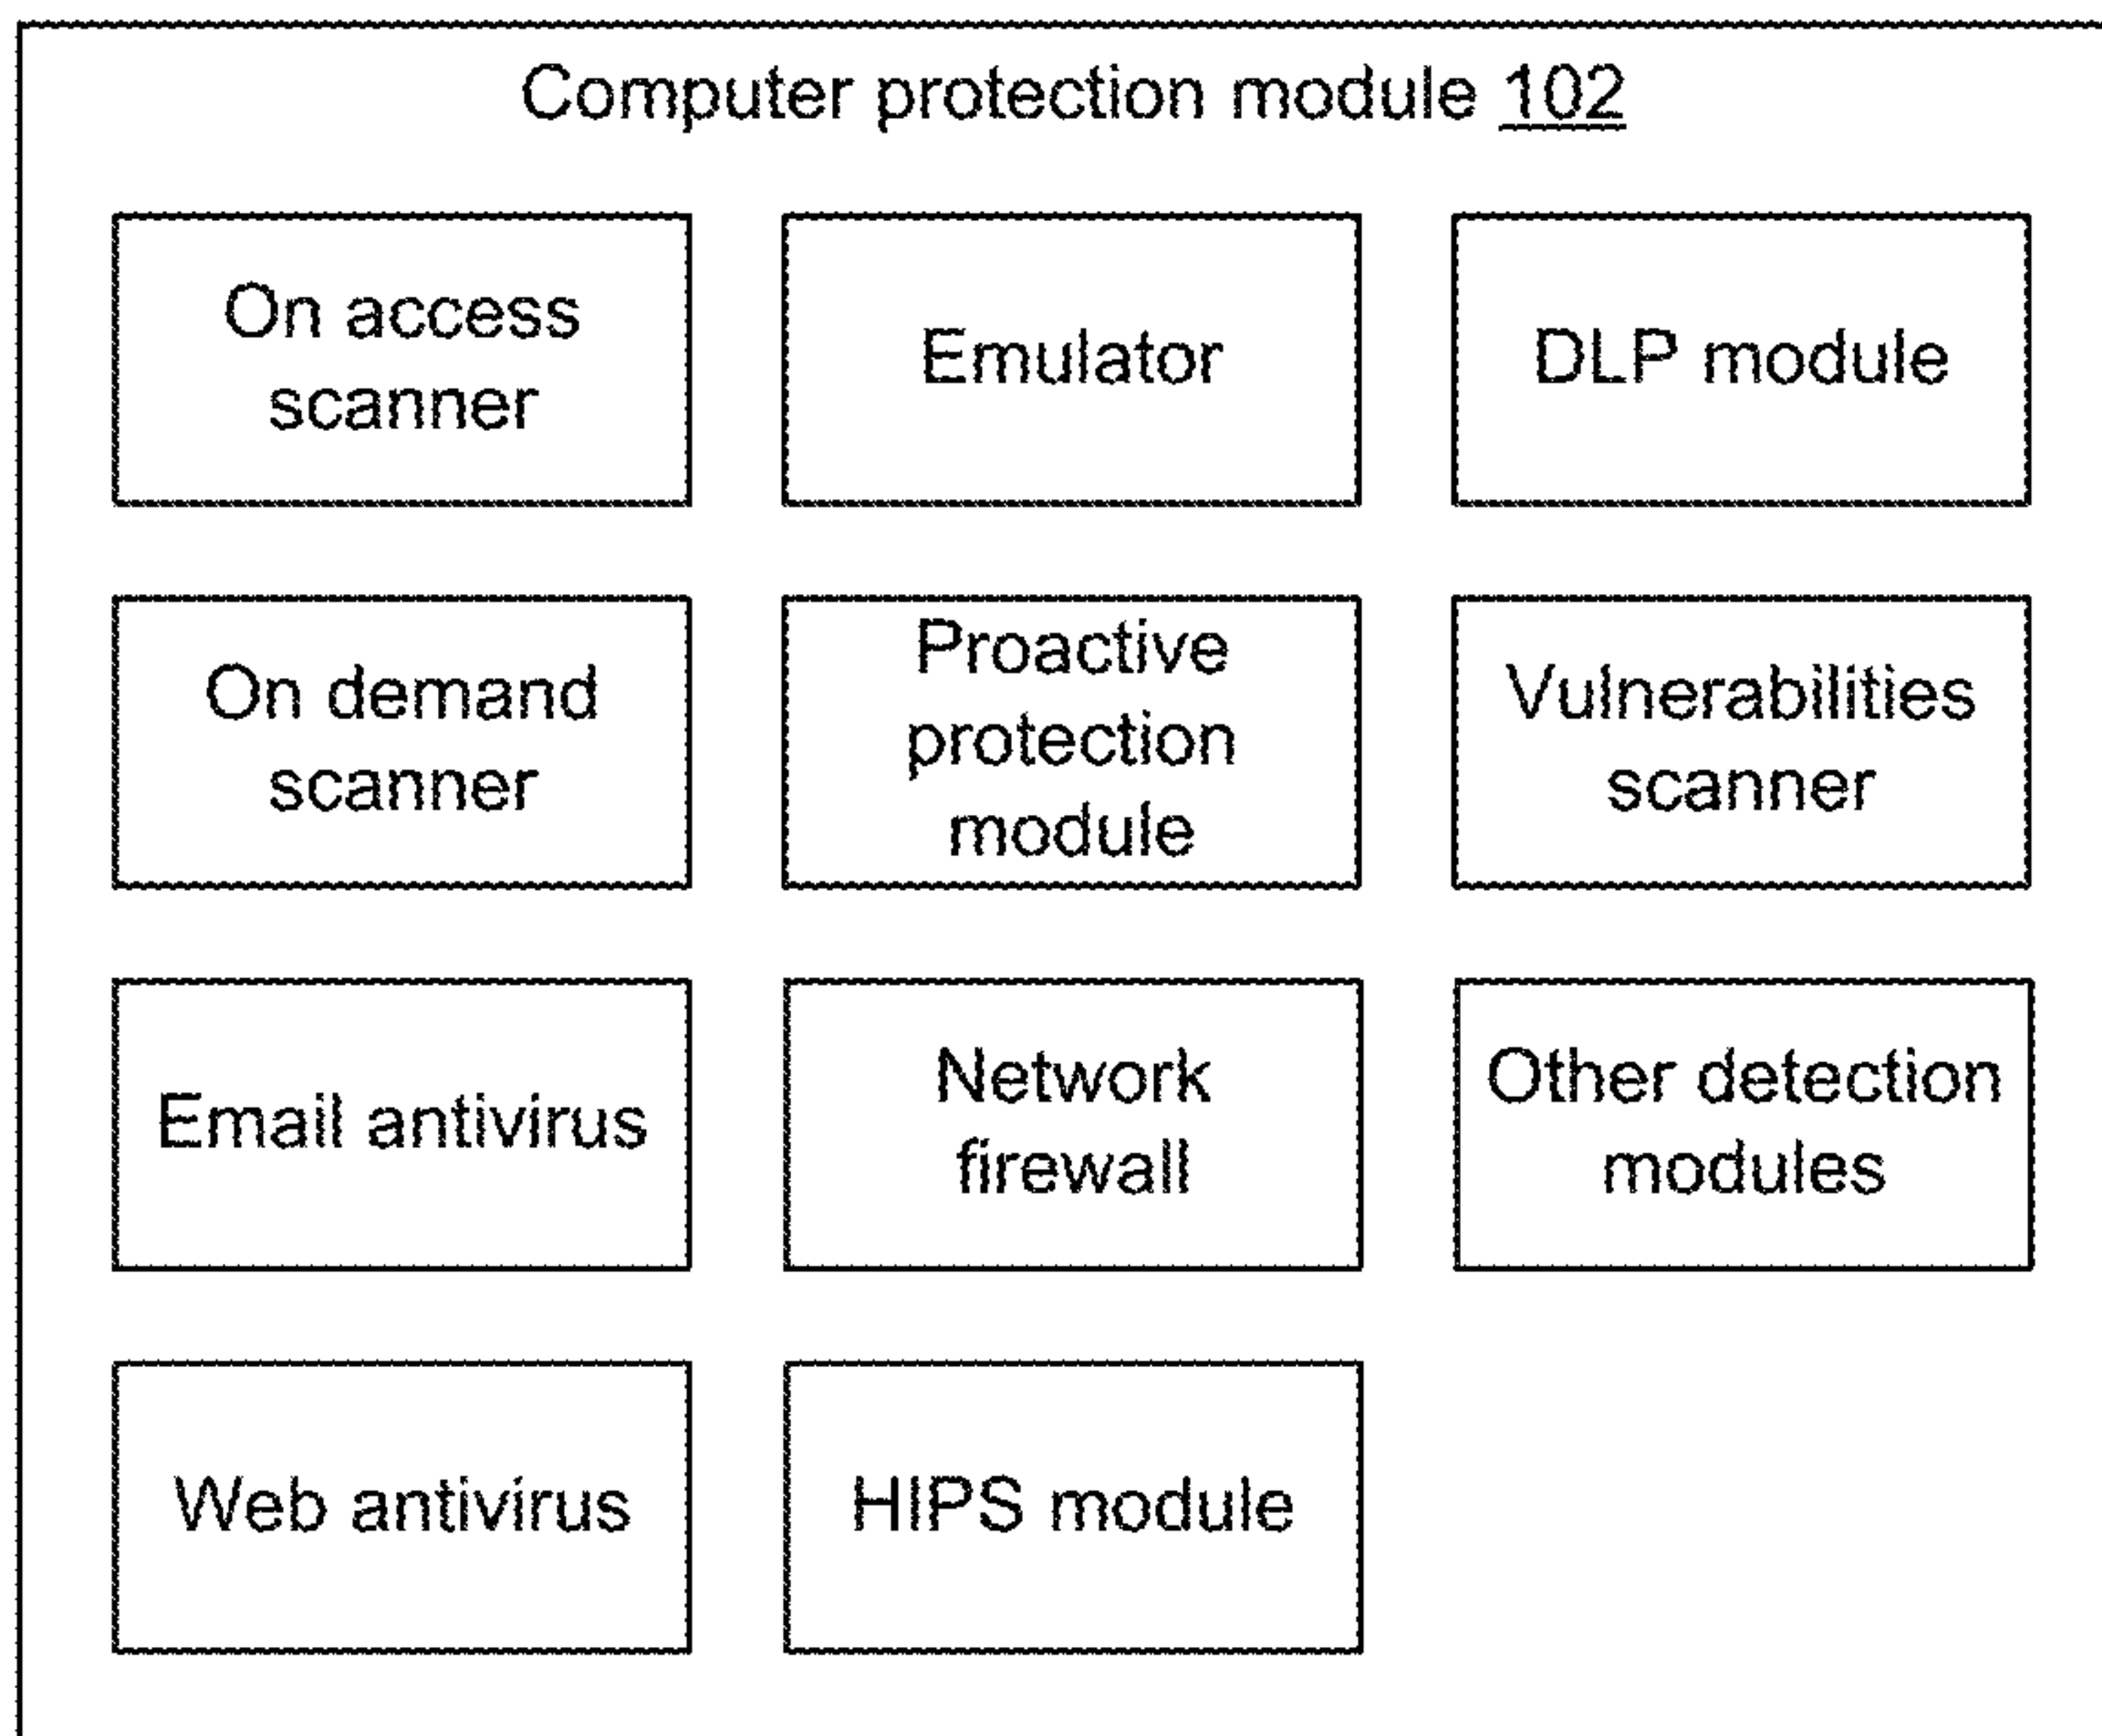 Computer protection module 102
On access
scanner
Emulator
DLP module
On demand
scanner
Proactive
protection
module
Vulnerabilities
scanner
Email antivirus
Network
firewall
Other detection
modules
Web antivirus
HIPS module